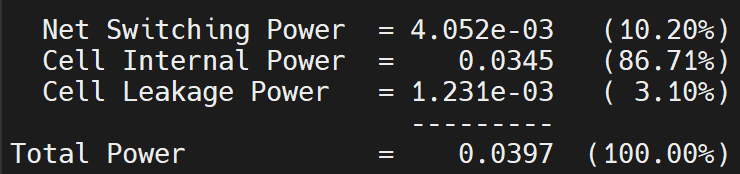 Net Switching Power  = 4.052e-03   (10.20%)
Cell Internal Power  =    0.0345   (86.71%)
Cell Leakage Power   = 1.231e-03   ( 3.10%)
---------
Total Power            =    0.0397  (100.00%)